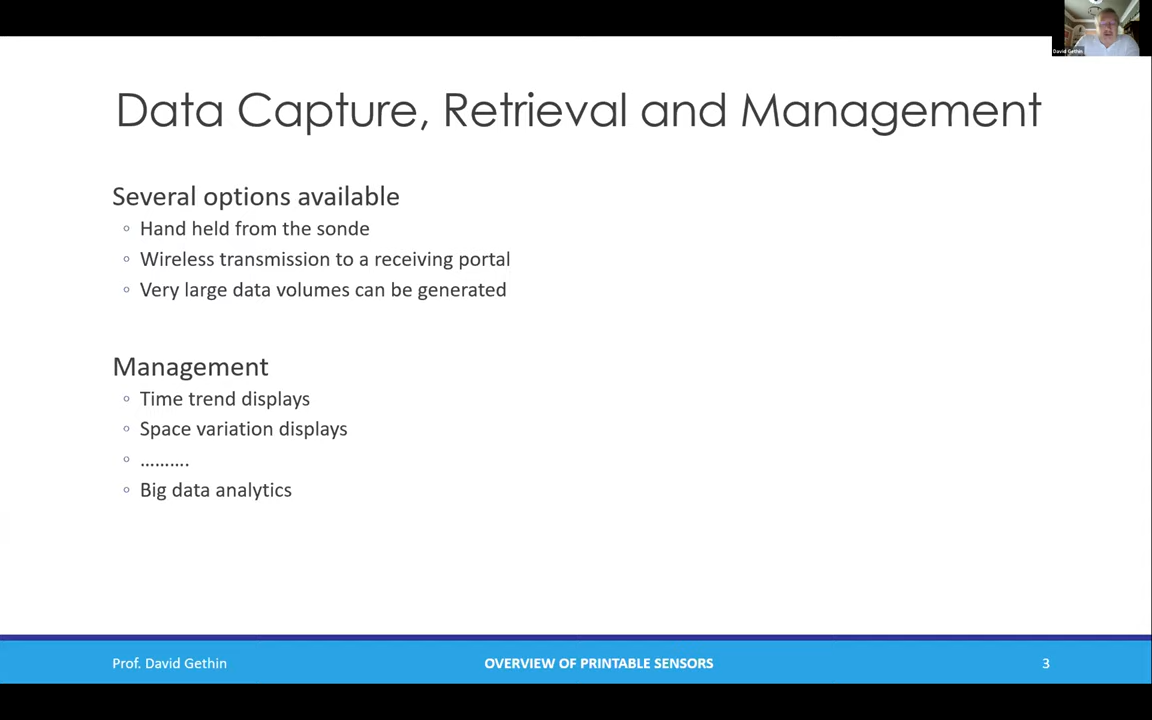 David Gethin
Data Capture, Retrieval and Management
Several options available
Hand held from the sonde
Wireless transmission to a receiving portal
Very large data volumes can be generated
Management
Time trend displays
Space variation displays
……….
Big data analytics
Prof. David Gethin
OVERVIEW OF PRINTABLE SENSORS
3